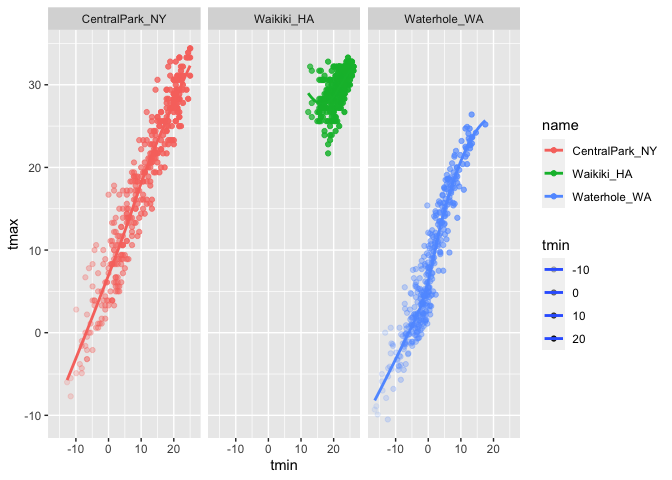 CentralPark_NY Waikiki_HA Waterhole_WA
30
20
10
0
-10
tmax
-10 0 10 20 -10 0 10 20 -10 0 10 20
tmin
name
CentralPark_NY
Waikiki_HA
Waterhole_WA
tmin
-10
0
10
20